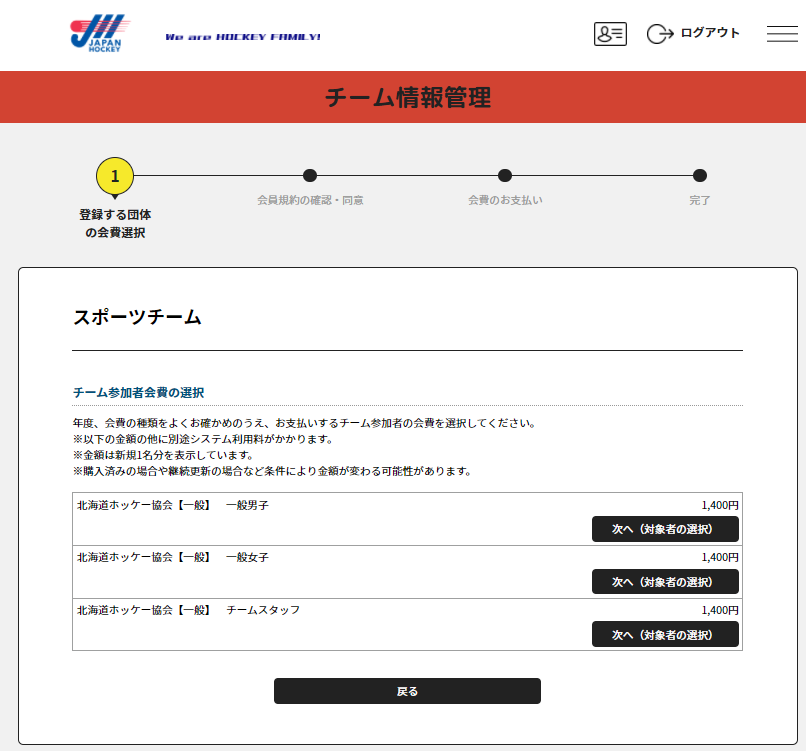 JAPAN
HOCKEY
We are HOCKEY FAMILY!
ログアウト
チーム情報管理
1
登録する団体
の会費選択
会員規約の確認・同意
会費のお支払い
完了
スポーツチーム
チーム参加者会費の選択
年度、会費の種類をよくお確かめのうえ、お支払いするチーム参加者の会費を選択してください。
※以下の金額の他に別途システム利用料がかかります。
※金額は新規1名分を表示しています。
※購入済みの場合や継続更新の場合など条件により金額が変わる可能性があります。
北海道ホッケー協会【一般】 一般男子 1,400円
次へ（対象者の選択）
北海道ホッケー協会【一般】 一般女子 1,400円
次へ（対象者の選択）
北海道ホッケー協会【一般】 チームスタッフ 1,400円
次へ（対象者の選択）
戻る